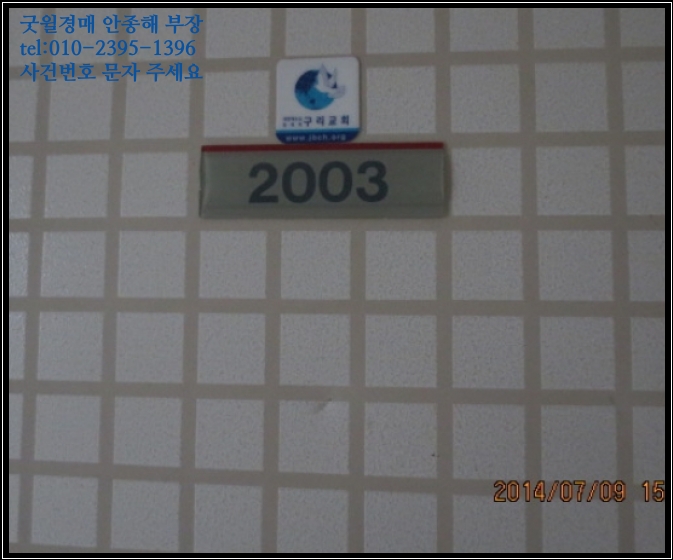 굿월경매 안종해 부장
tel:010-2395-1396
사건번호 문자 주세요
구리교회
www.jbch.org
2003
2014/07/09 15